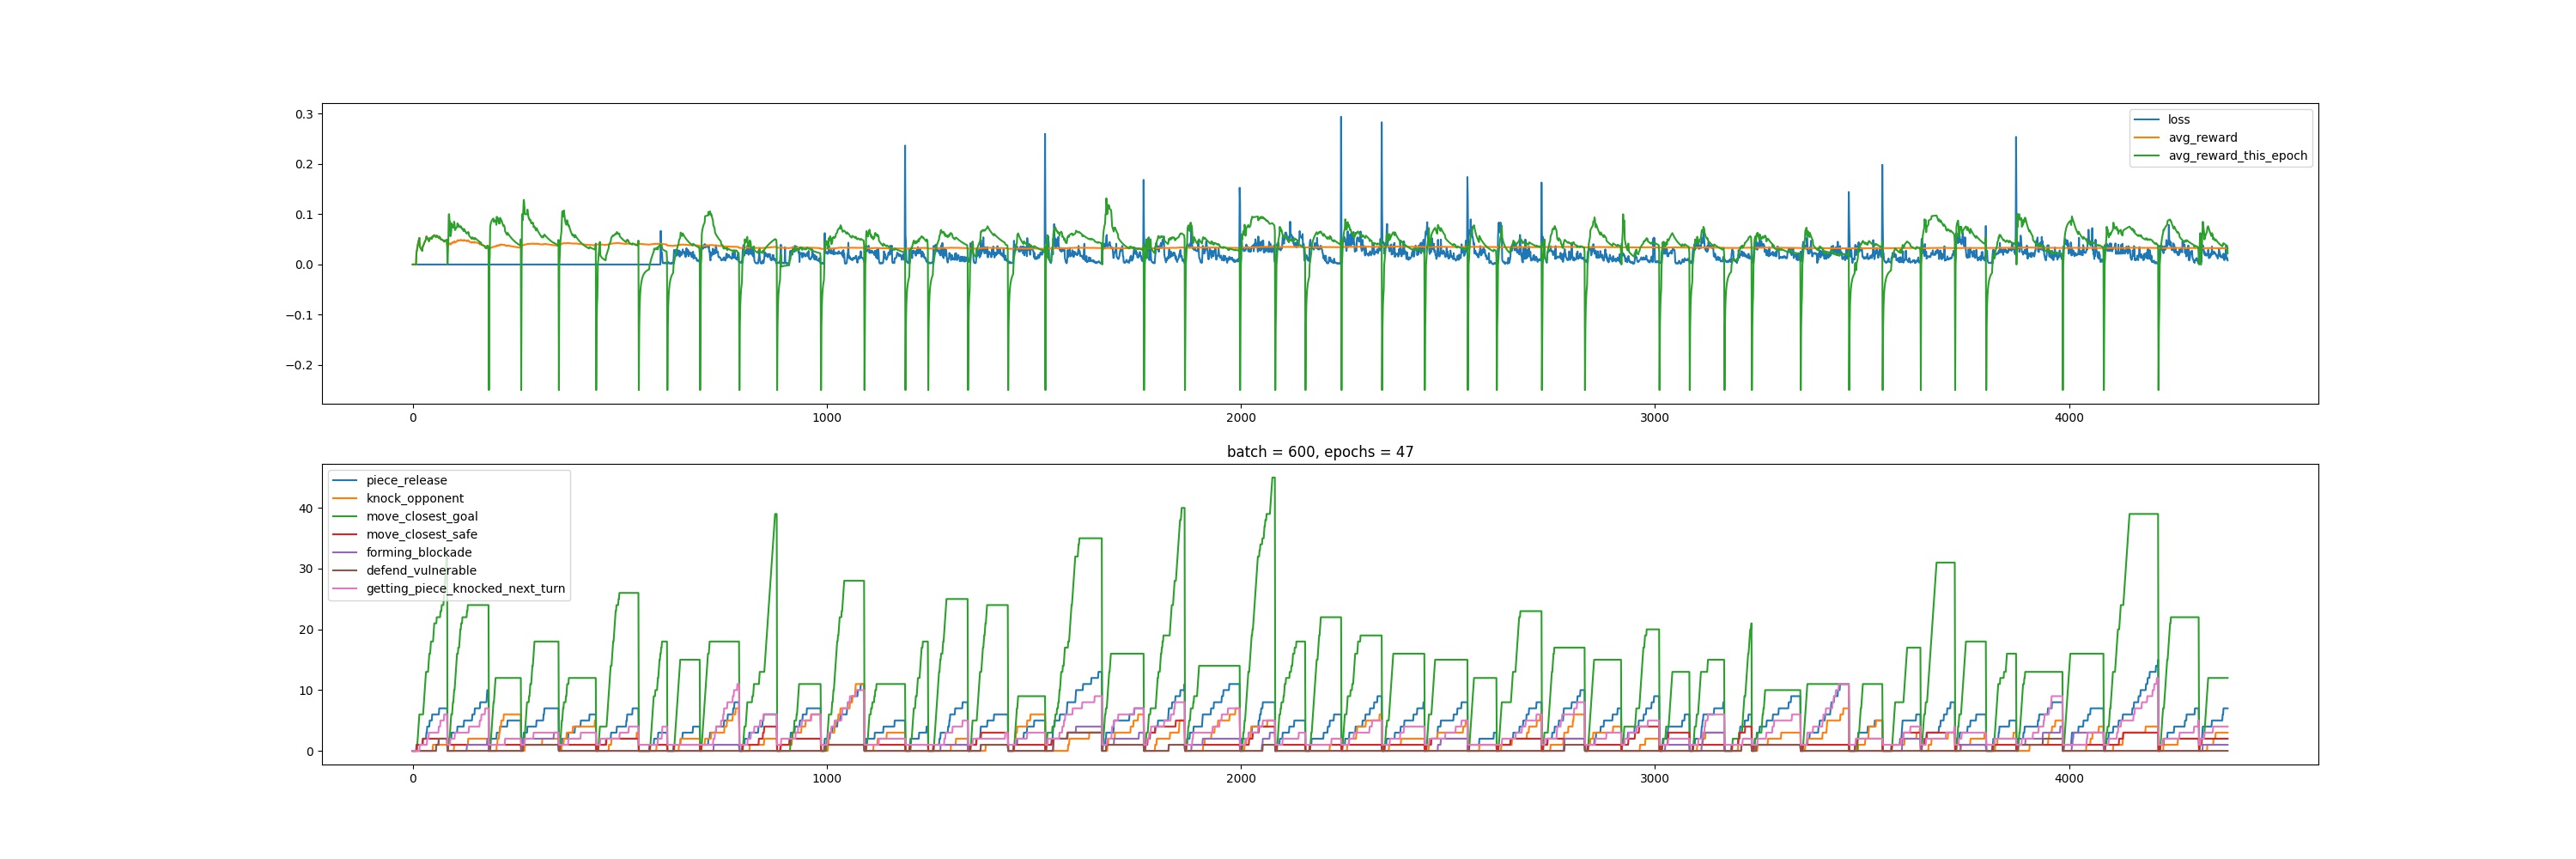 0.3
0.2
0.1
0.0
−0.1
−0.2
loss
avg_reward
avg_reward_this_epoch
0 1000 2000 3000 4000
batch = 600, epochs = 47
40
30
20
10
0
piece_release
knock_opponent
move_closest_goal
move_closest_safe
forming_blockade
defend_vulnerable
getting_piece_knocked_next_turn
0 1000 2000 3000 4000